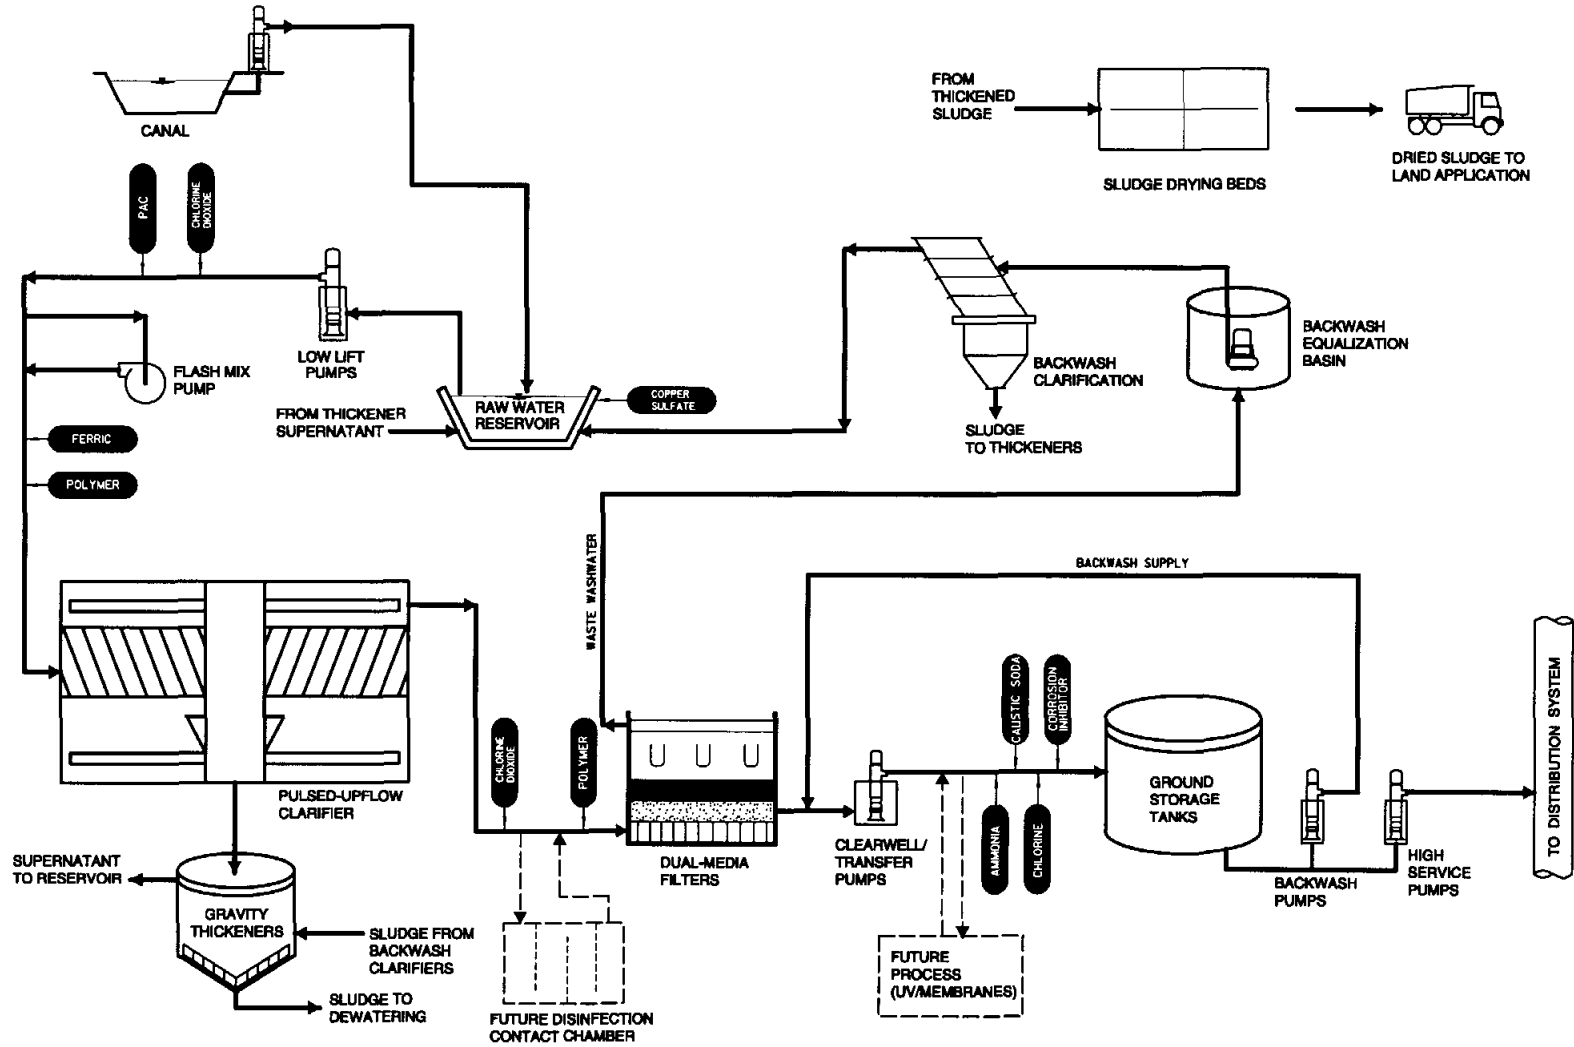 CANAL
FROM
THICKENED
SLUDGE
SLUDGE DRYING BEDS
DRIED SLUDGE TO
LAND APPLICATION
PAC
CHLORINE
DIOXIDE
LOW LIFT
PUMPS
FLASH MIX
PUMP
FERRIC
POLYMER
FROM THICKENER
SUPERNATANT
RAW WATER
RESERVOIR
COPPER
SULFATE
BACKWASH
CLARIFICATION
SLUDGE
TO THICKENERS
BACKWASH
EQUALIZATION
BASIN
WASTE WASHWATER
BACKWASH SUPPLY
PULSED-UPFLOW
CLARIFIER
SUPERNATANT
TO RESERVOIR
GRAVITY
THICKENERS
SLUDGE FROM
BACKWASH
CLARIFIERS
SLUDGE TO
DEWATERING
CHLORINE
DIOXIDE
POLYMER
FUTURE DISINFECTION
CONTACT CHAMBER
DUAL-MEDIA
FILTERS
CLEARWELL/
TRANSFER
PUMPS
CAUSTIC SODA
CORROSION
INHIBITOR
AMMONIA
CHLORINE
FUTURE
PROCESS
(UV/MEMBRANES)
GROUND
STORAGE
TANKS
BACKWASH
PUMPS
HIGH
SERVICE
PUMPS
TO DISTRIBUTION SYSTEM